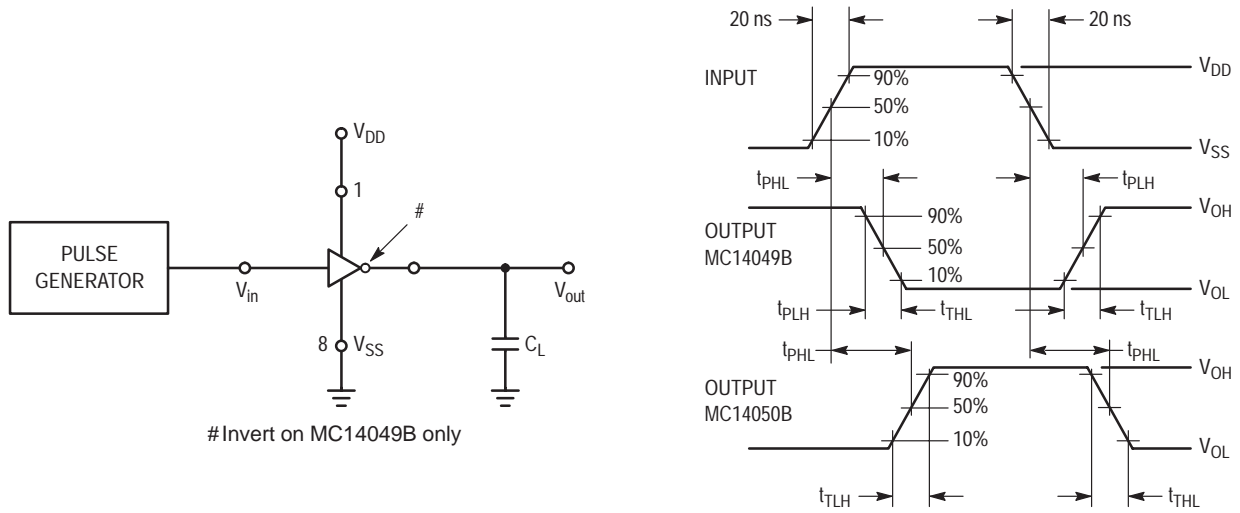 PULSE
GENERATOR
V_in
V_DD
1
#
8 V_SS
C_L
V_out
#Invert on MC14049B only
20 ns
20 ns
INPUT
90%
50%
10%
V_DD
V_SS
t_PHL
t_PLH
OUTPUT
MC14049B
90%
50%
10%
V_OH
V_OL
t_PLH
t_THL
t_TLH
t_PHL
t_PHL
OUTPUT
MC14050B
90%
50%
10%
V_OH
V_OL
t_TLH
t_THL